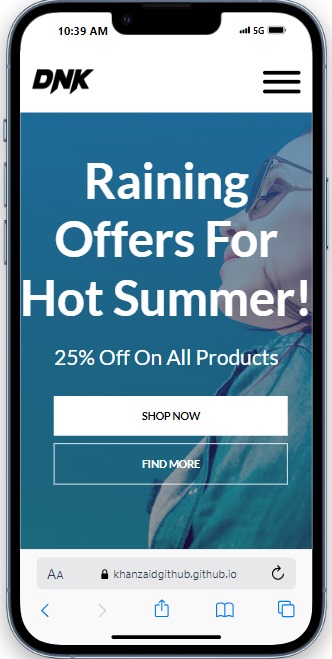 10:39 AM
5G
DNK
Raining
Offers For
Hot Summer!
25% Off On All Products
SHOP NOW
FIND MORE
AA
khanzaidgithub.github.io